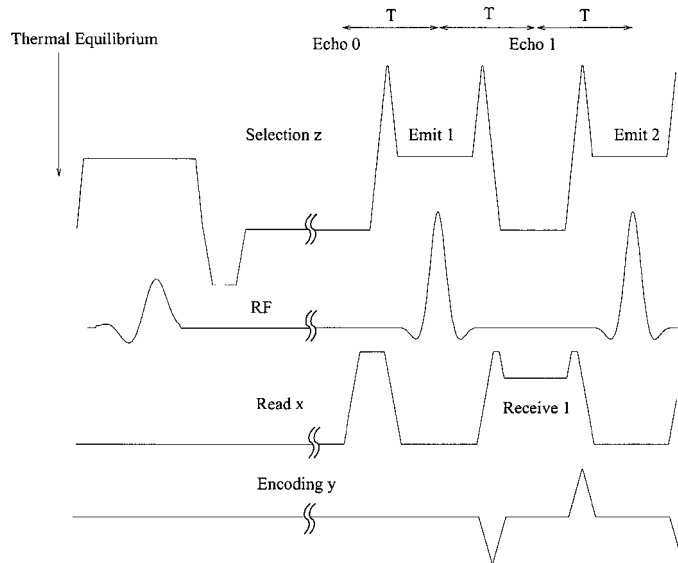 T T T
Thermal Equilibrium
Echo 0 Echo 1
Selection z Emit 1 Emit 2
RF
Read x Receive 1
Encoding y